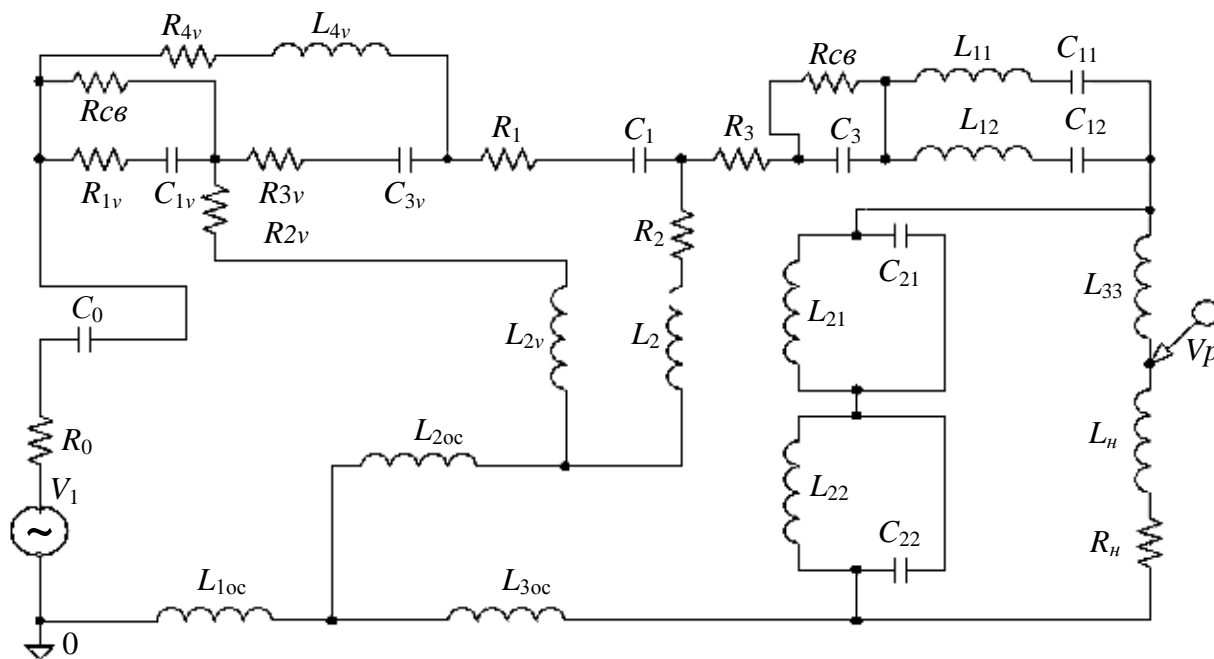 R4v
L4v
Rсв
R1v
C1v
R3v
C3v
R2v
R1
C1
R3
Rсв
C3
L11
C11
L12
C12
R2
C21
L21
L33
Vp
C0
L2v
L2
R0
L2ос
Lн
V1
~
L22
C22
Rн
L1ос
L3ос
0